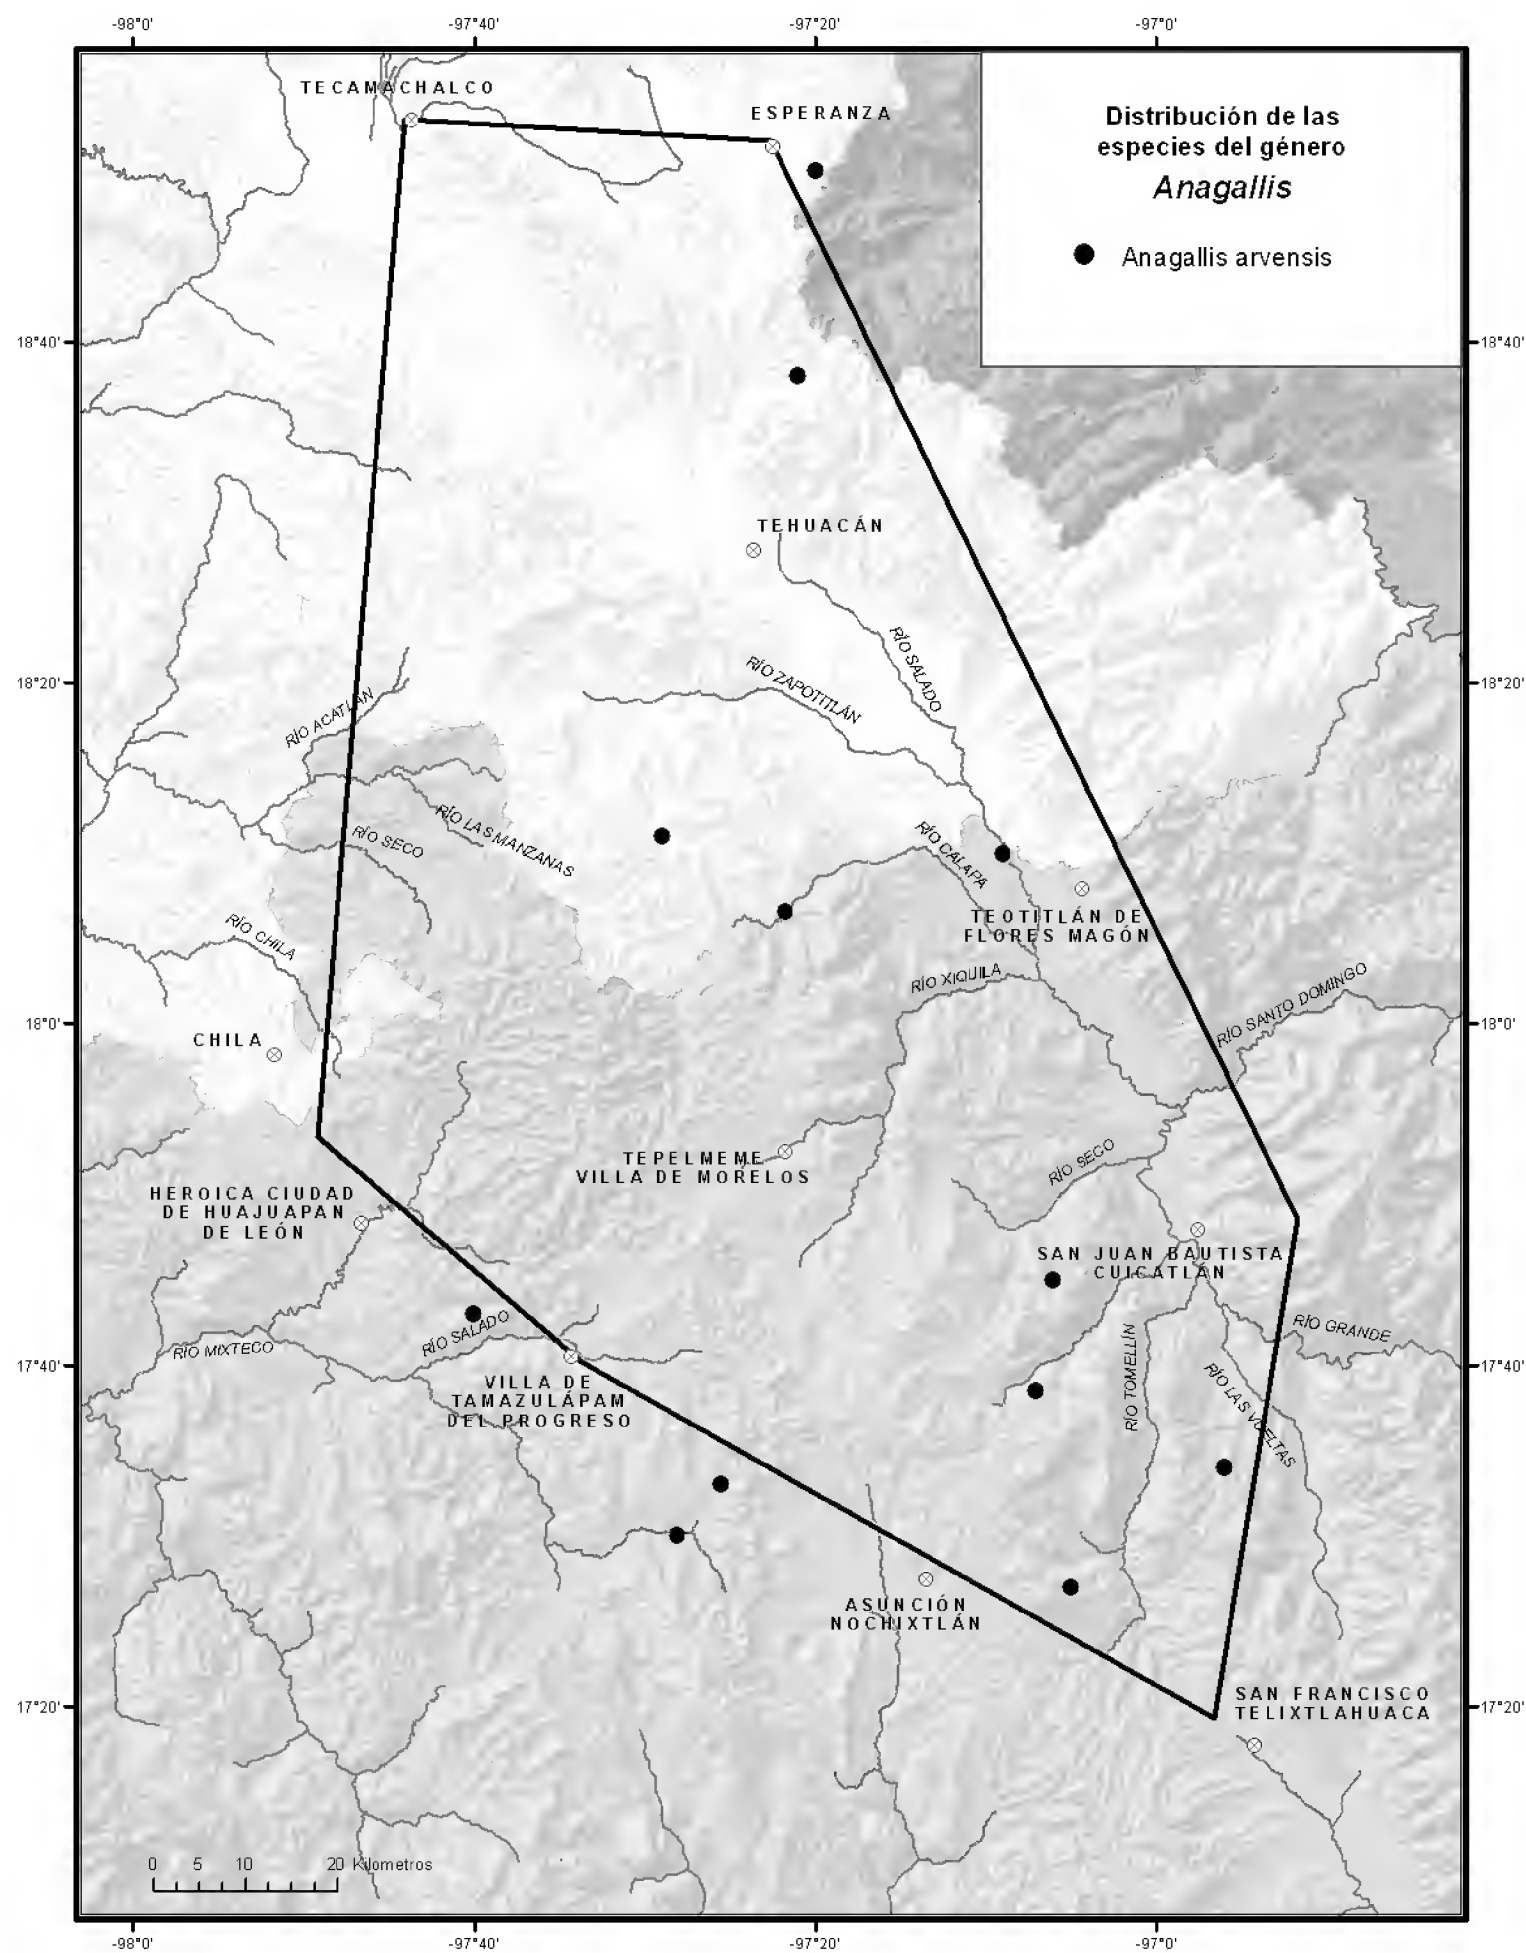 -98°0'
-97°40'
-97°20'
-97°0'
TECAMACHALCO
ESPERANZA
Distribución de las
especies del género
Anagallis
Anagallis arvensis
18°40'
18°40'
TEHUACÁN
RÍO SALADO
RÍO ZAPOTITLÁN
18°20'
18°20'
RÍO ACATLÁN
RÍO LAS MANZANAS
RÍO SECO
RÍO CALAPA
TEOTITLÁN DE
FLORES MAGÓN
RÍO CHILA
RÍO XIQUILA
RÍO SANTO DOMINGO
18°0'
18°0'
CHILA
TEPELMEME
VILLA DE MORELOS
RÍO SECO
HEROICA CIUDAD
DE HUAJUAPAN
DE LEÓN
SAN JUAN BAUTISTA
CUICATLÁN
RÍO SALADO
RÍO MIXTECO
RÍO GRANDE
RÍO TOMELLÍN
17°40'
17°40'
VILLA DE
TAMAZULÁPAM
DEL PROGRESO
RÍO LAS VUELTAS
ASUNCIÓN
NOCHIXTLÁN
SAN FRANCISCO
TELIXTLAHUACA
17°20'
17°20'
0 5 10 20 Kilometros
-98°0'
-97°40'
-97°20'
-97°0'